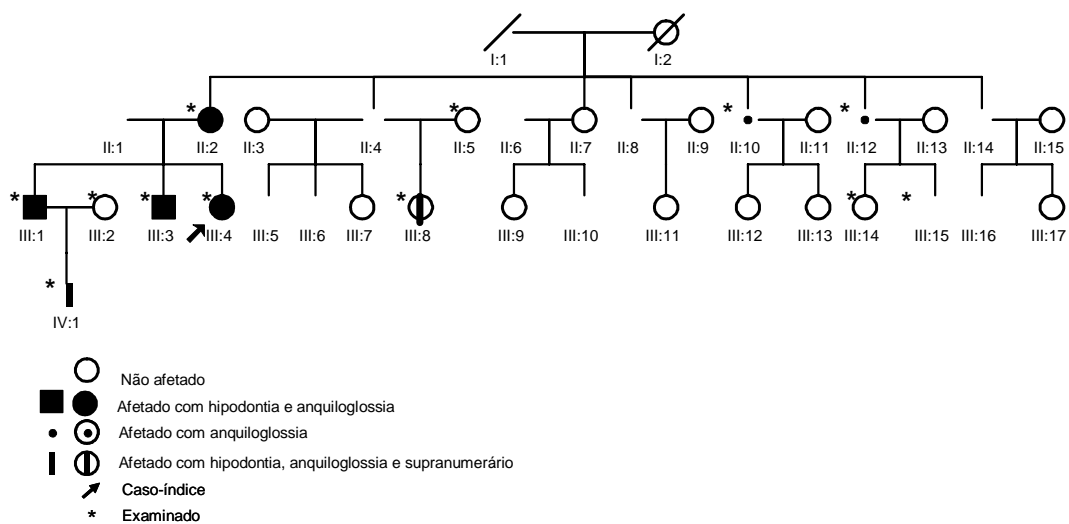 I:1 I:2
* * *
II:1 II:2 II:3 II:4 II:5 II:6 II:7 II:8 II:9 II:10 II:11 II:12 II:13 II:14 II:15
* * * * * * *
III:1 III:2 III:3 III:4 III:5 III:6 III:7 III:8 III:9 III:10 III:11 III:12 III:13 III:14 III:15 III:16 III:17
*
IV:1
Não afetado
Afetado com hipodontia e anquiloglossia
Afetado com anquiloglossia
Afetado com hipodontia, anquiloglossia e supranumerário
Caso-índice
* Examinado